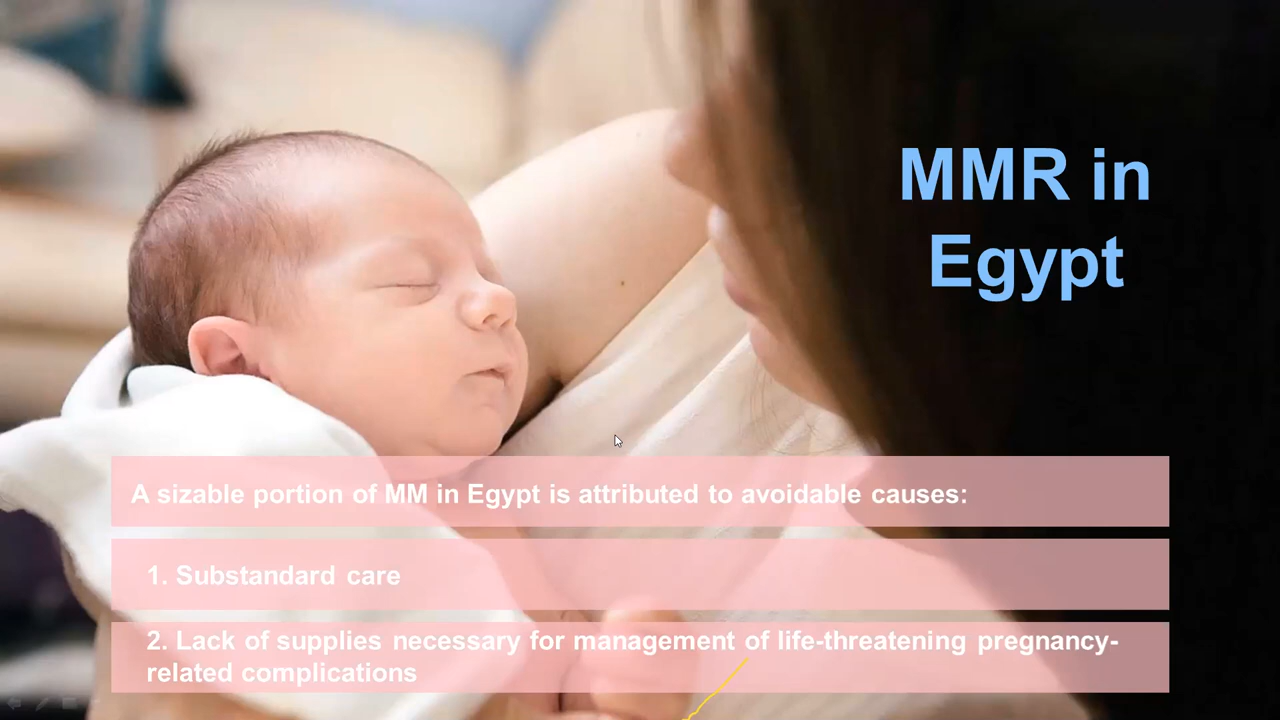 MMR in
Egypt
A sizable portion of MM in Egypt is attributed to avoidable causes:
1. Substandard care
2. Lack of supplies necessary for management of life-threatening pregnancy-
related complications